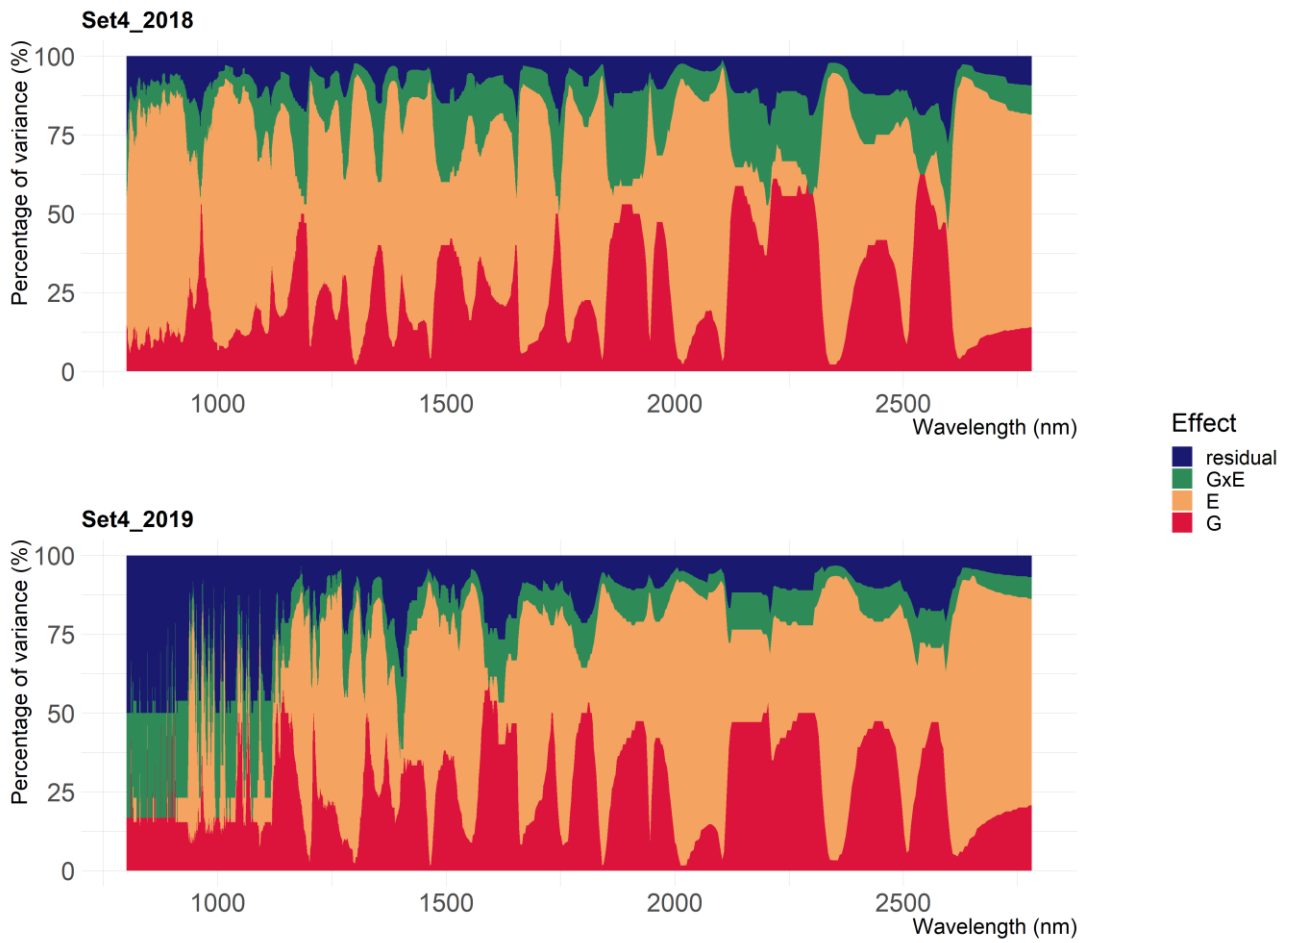 Set4_2018
Percentage of variance (%)
100
75
50
25
0
1000 1500 2000 2500
Wavelength (nm)
Effect
residual
GxE
E
G
Set4_2019
Percentage of variance (%)
100
75
50
25
0
1000 1500 2000 2500
Wavelength (nm)